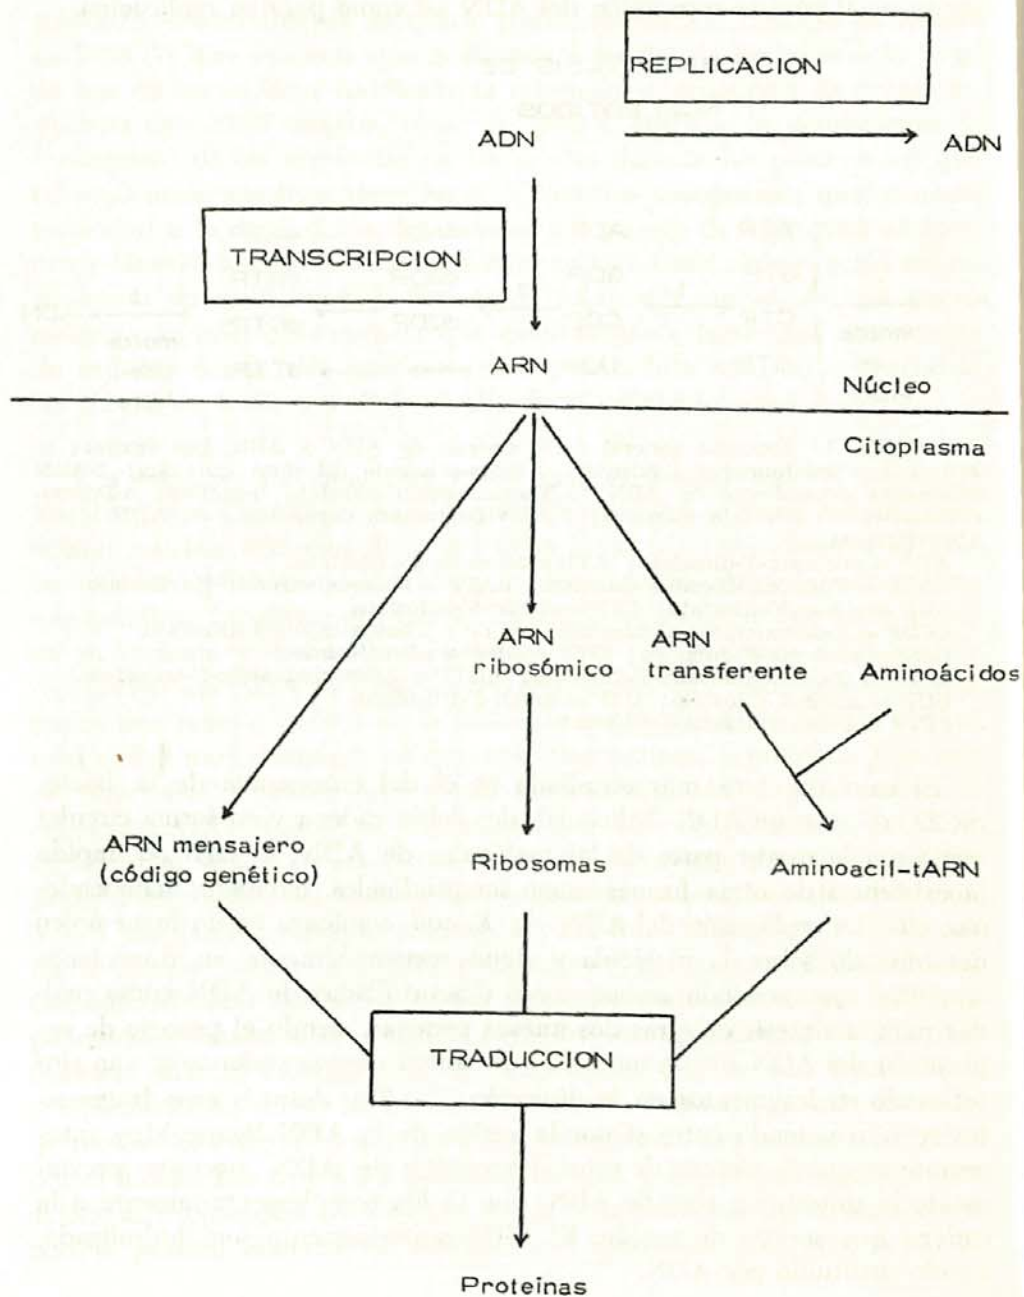 REPLICACION
ADN
ADN
TRANSCRIPCION
ARN
Núcleo
Citoplasma
ARN
ribosómico
ARN
transferente
Aminoácidos
ARN mensajero
(código genético)
Ribosomas
Aminoacil-tARN
TRADUCCION
Proteínas